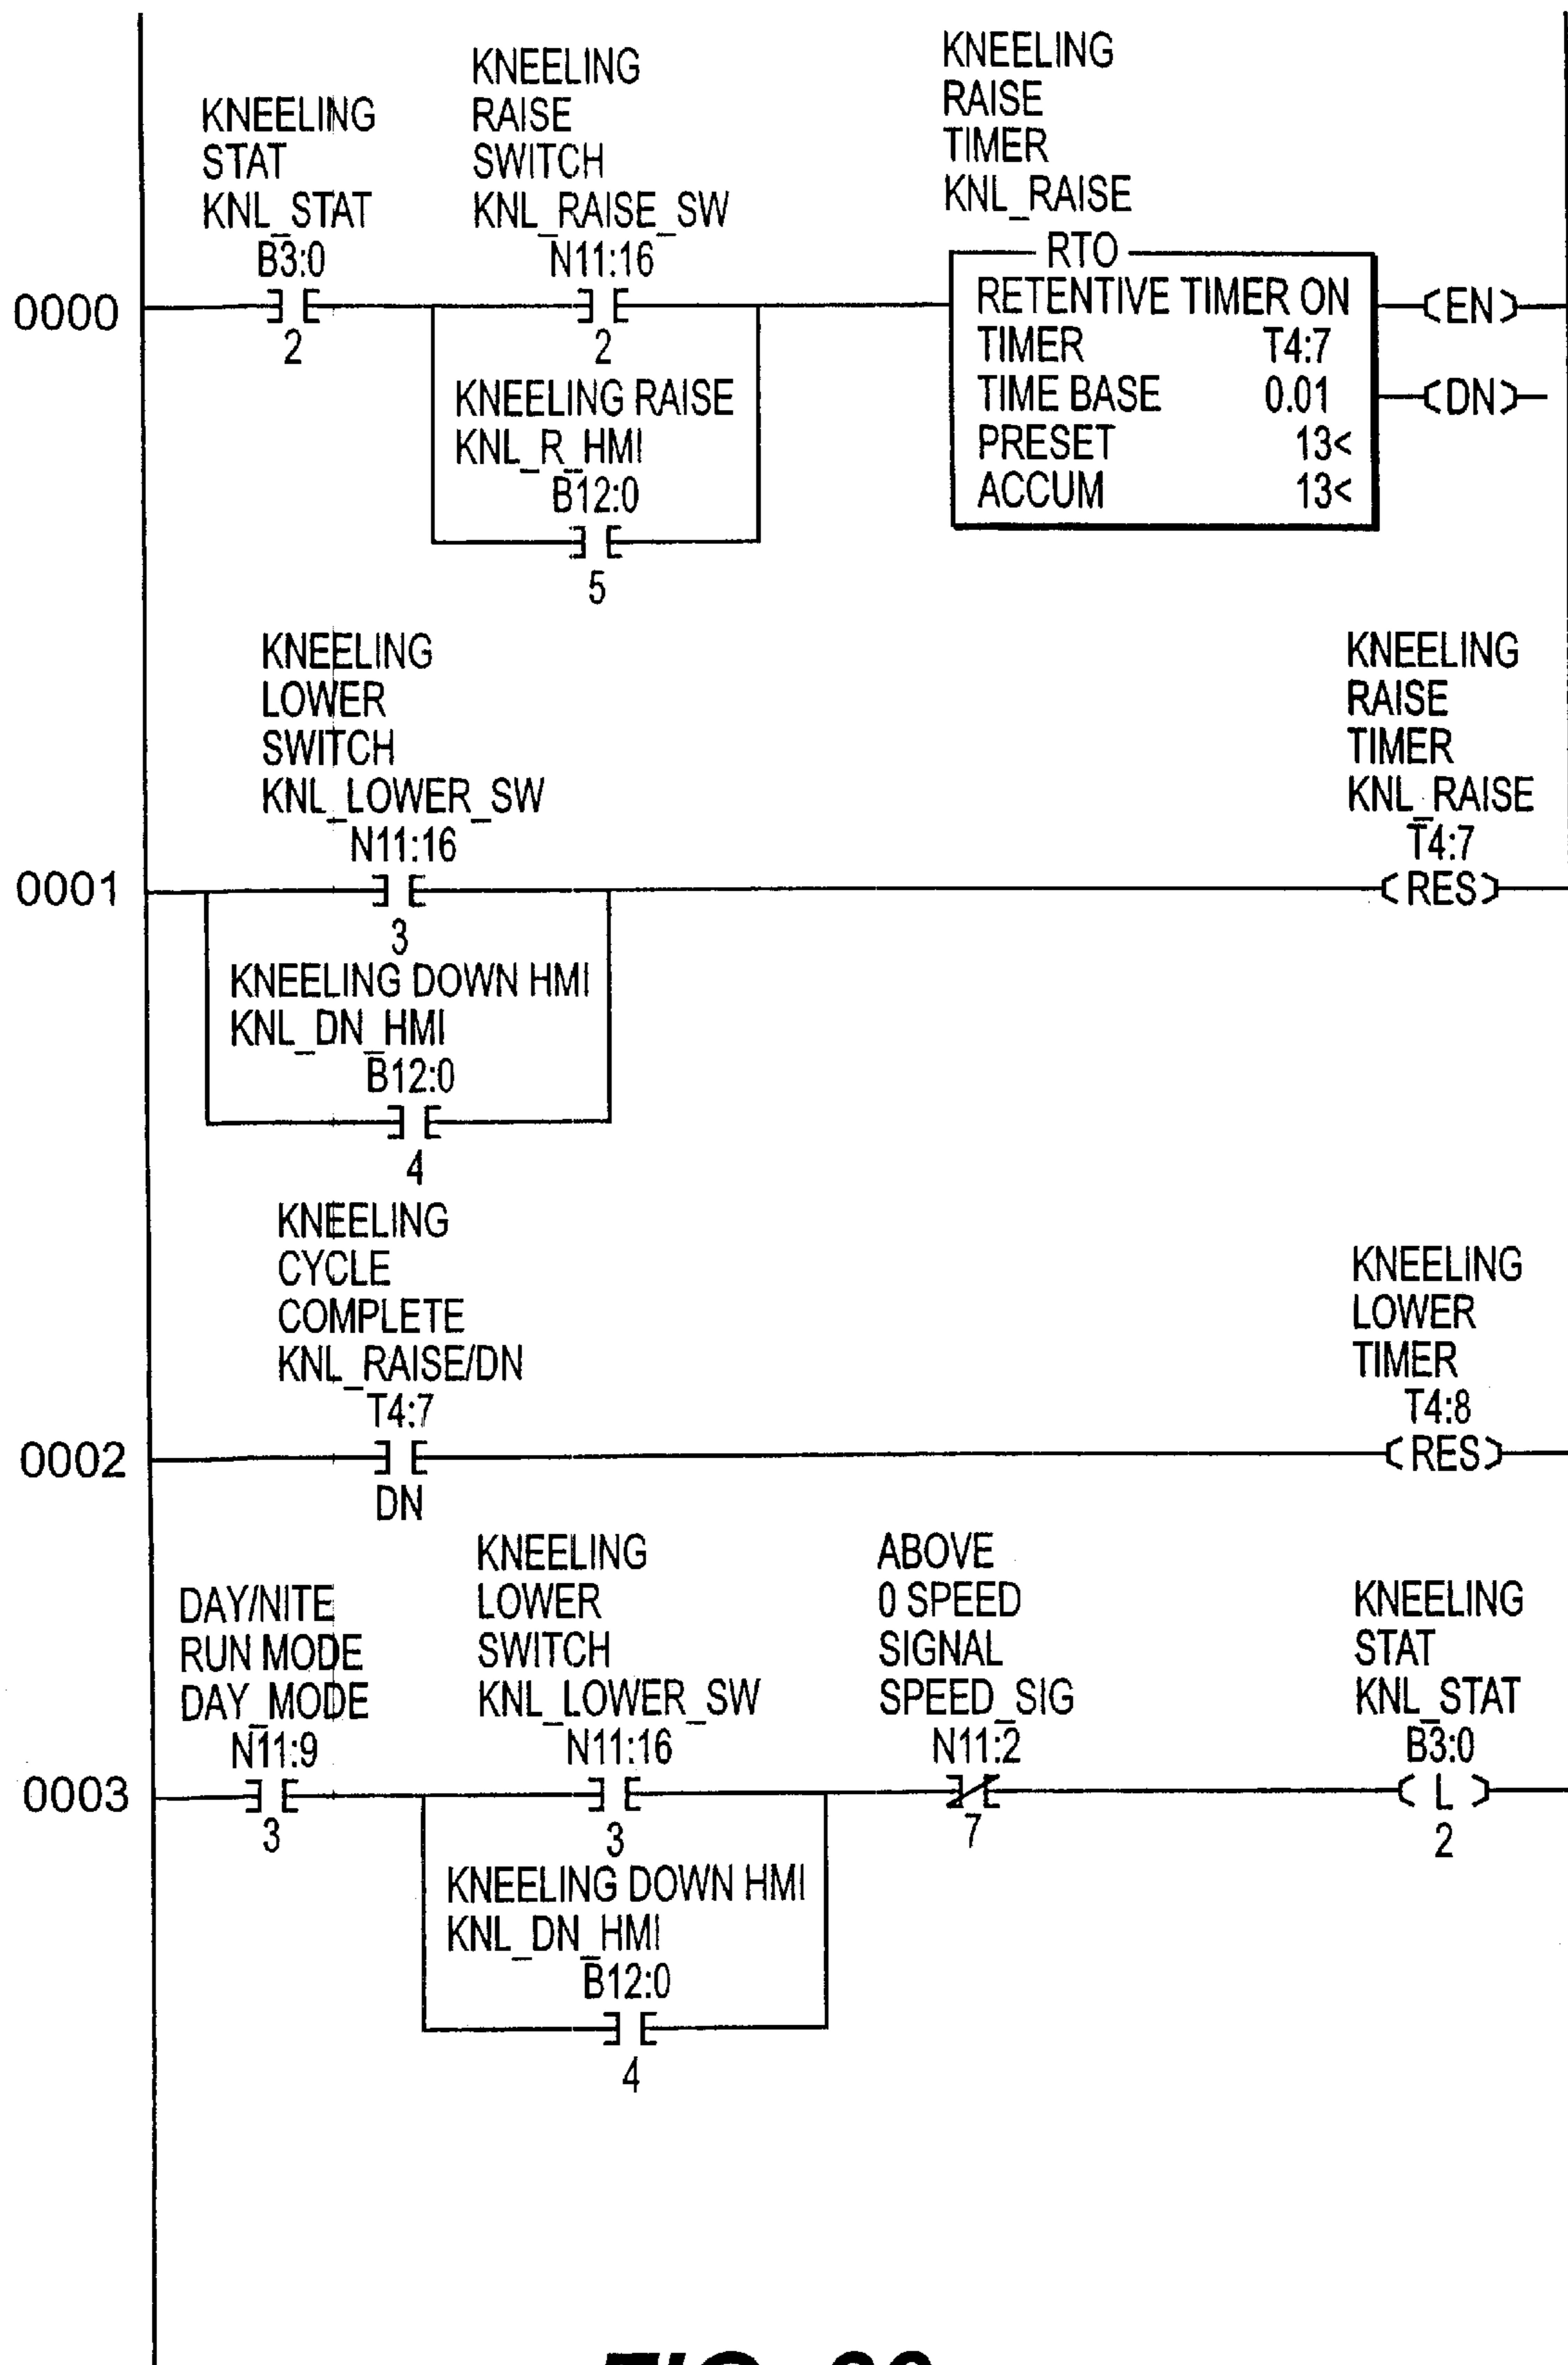 KNEELING
STAT
KNL_STAT
B3:0
2
KNEELING
RAISE
SWITCH
KNL_RAISE_SW
N11:16
2
KNEELING RAISE
KNL_R_HMI
B12:0
5
KNEELING
RAISE
TIMER
KNL_RAISE
RTO
RETENTIVE TIMER ON
TIMER T4:7
TIME BASE 0.01
PRESET 13<
ACCUM 13<
EN
DN
0000
KNEELING
LOWER
SWITCH
KNL_LOWER_SW
N11:16
3
KNEELING DOWN HMI
KNL_DN_HMI
B12:0
4
KNEELING
RAISE
TIMER
KNL_RAISE
T4:7
RES
0001
KNEELING
CYCLE
COMPLETE
KNL_RAISE/DN
T4:7
DN
KNEELING
LOWER
TIMER
T4:8
RES
0002
DAY/NITE
RUN MODE
DAY_MODE
N11:9
3
KNEELING
LOWER
SWITCH
KNL_LOWER_SW
N11:16
3
KNEELING DOWN HMI
KNL_DN_HMI
B12:0
4
ABOVE
0 SPEED
SIGNAL
SPEED_SIG
N11:2
7
KNEELING
STAT
KNL_STAT
B3:0
L
2
0003